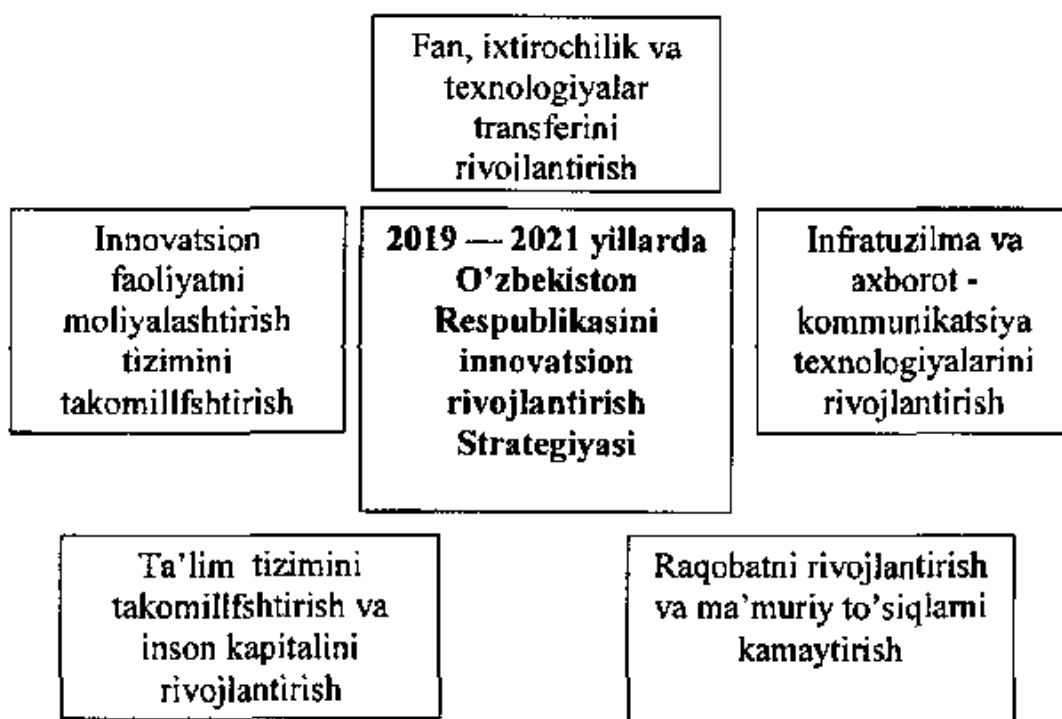 Fan, ixtirochilik va
texnologiyalar
transferini
rivojlantirish
Innovatsion
faoliyatni
moliyalashtirish
tizimini
takomillfshtirish
2019 — 2021 yillarda
O'zbekiston
Respublikasini
innovatsion
rivojlantirish
Strategiyasi
Infratuzilma va
axborot -
kommunikatsiya
texnologiyalarini
rivojlantirish
Ta'lim tizimini
takomillfshtirish va
inson kapitalini
rivojlantirish
Raqobatni rivojlantirish
va ma'muriy to'siqlarni
kamaytirish